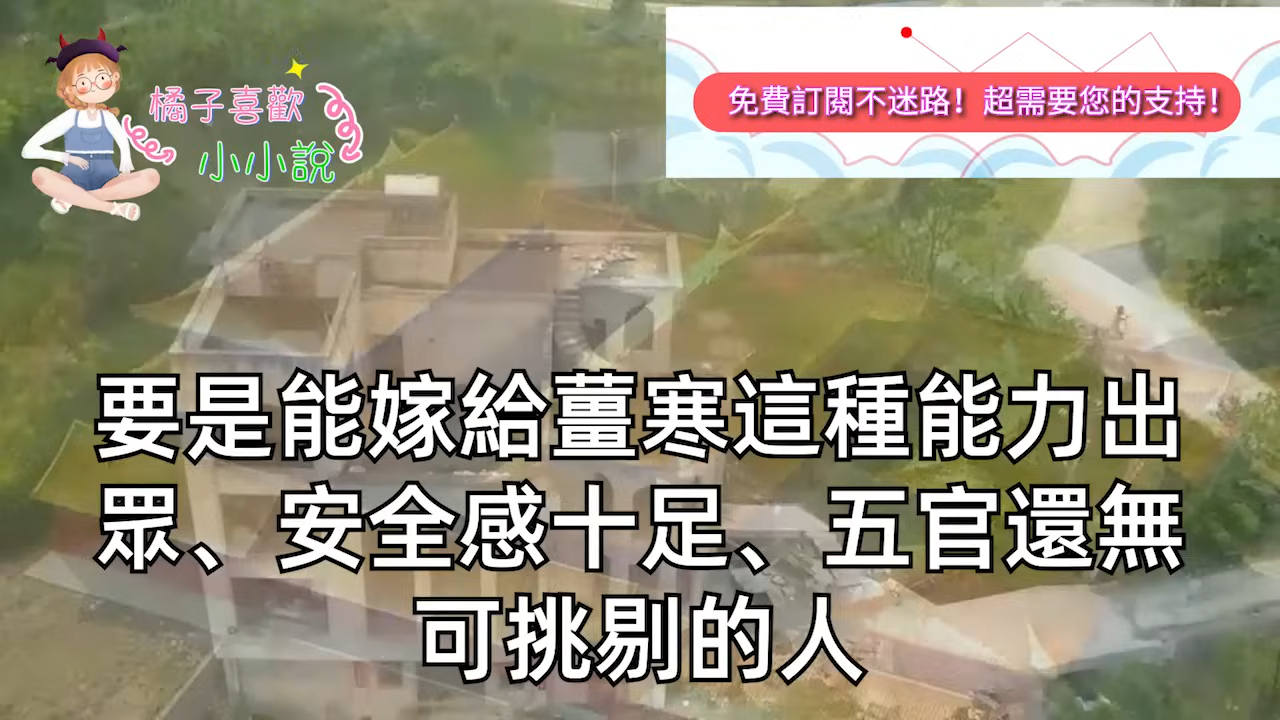 橘子喜歡
小小說
免費訂閱不迷路！超需要您的支持！
要是能嫁給薑寒這種能力出
眾、安全感十足、五官還無
可挑剔的人